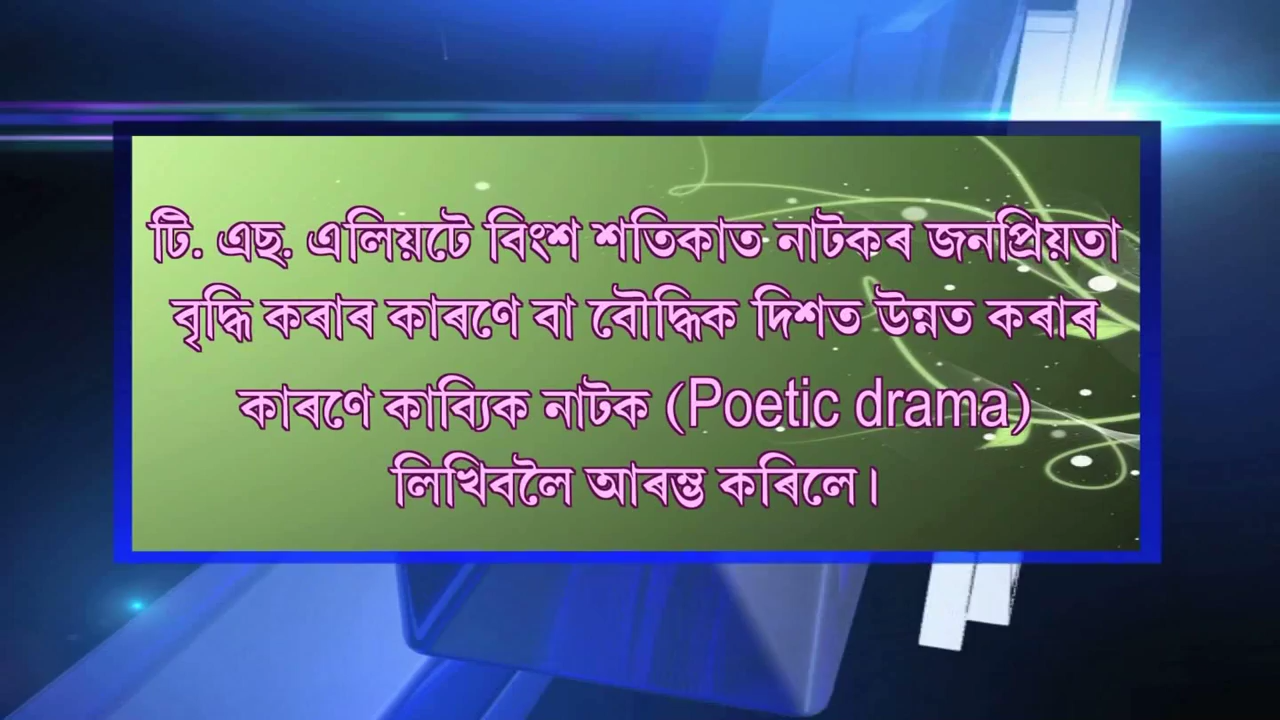 টি. এছ. এলিয়টে বিংশ শতিকাত নাটকৰ জনপ্ৰিয়তা
বৃদ্ধি কৰাৰ কাৰণে বা বৌদ্ধিক দিশত উন্নত কৰাৰ
কাৰণে কাব্যিক নাটক (Poetic drama)
লিখিবলৈ আৰম্ভ কৰিলে।